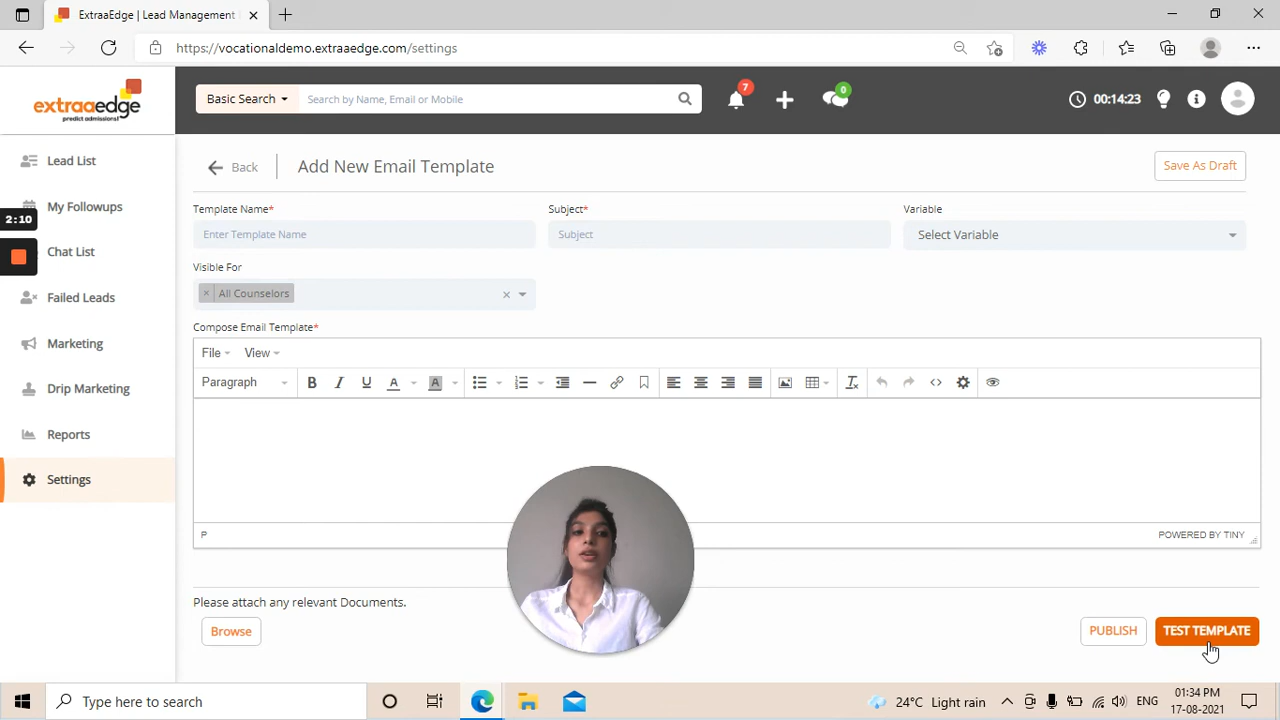 ExtraaEdge | Lead Management
https://vocationaldemo.extraaedge.com/settings
extraaedge
predict admissions!
Basic Search
Search by Name, Email or Mobile
7
0
00:14:23
Lead List
My Followups
2:10
Chat List
Failed Leads
Marketing
Drip Marketing
Reports
Settings
Back
Add New Email Template
Save As Draft
Template Name*
Subject*
Variable
Enter Template Name
Subject
Select Variable
Visible For
× All Counselors
×
Compose Email Template*
File
View
Paragraph
B I U A A
P
POWERED BY TINY
Please attach any relevant Documents.
Browse
PUBLISH
TEST TEMPLATE
Type here to search
24°C Light rain
ENG
01:34 PM
17-08-2021